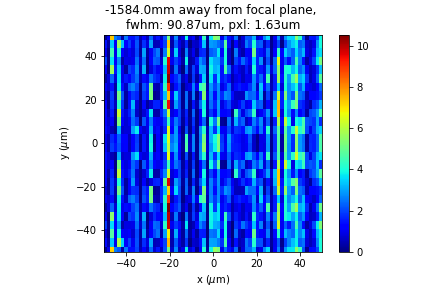 -1584.0mm away from focal plane,
fwhm: 90.87um, pxl: 1.63um
40
20
0
−20
−40
y (μm)
−40 −20 0 20 40
x (μm)
10
8
6
4
2
0